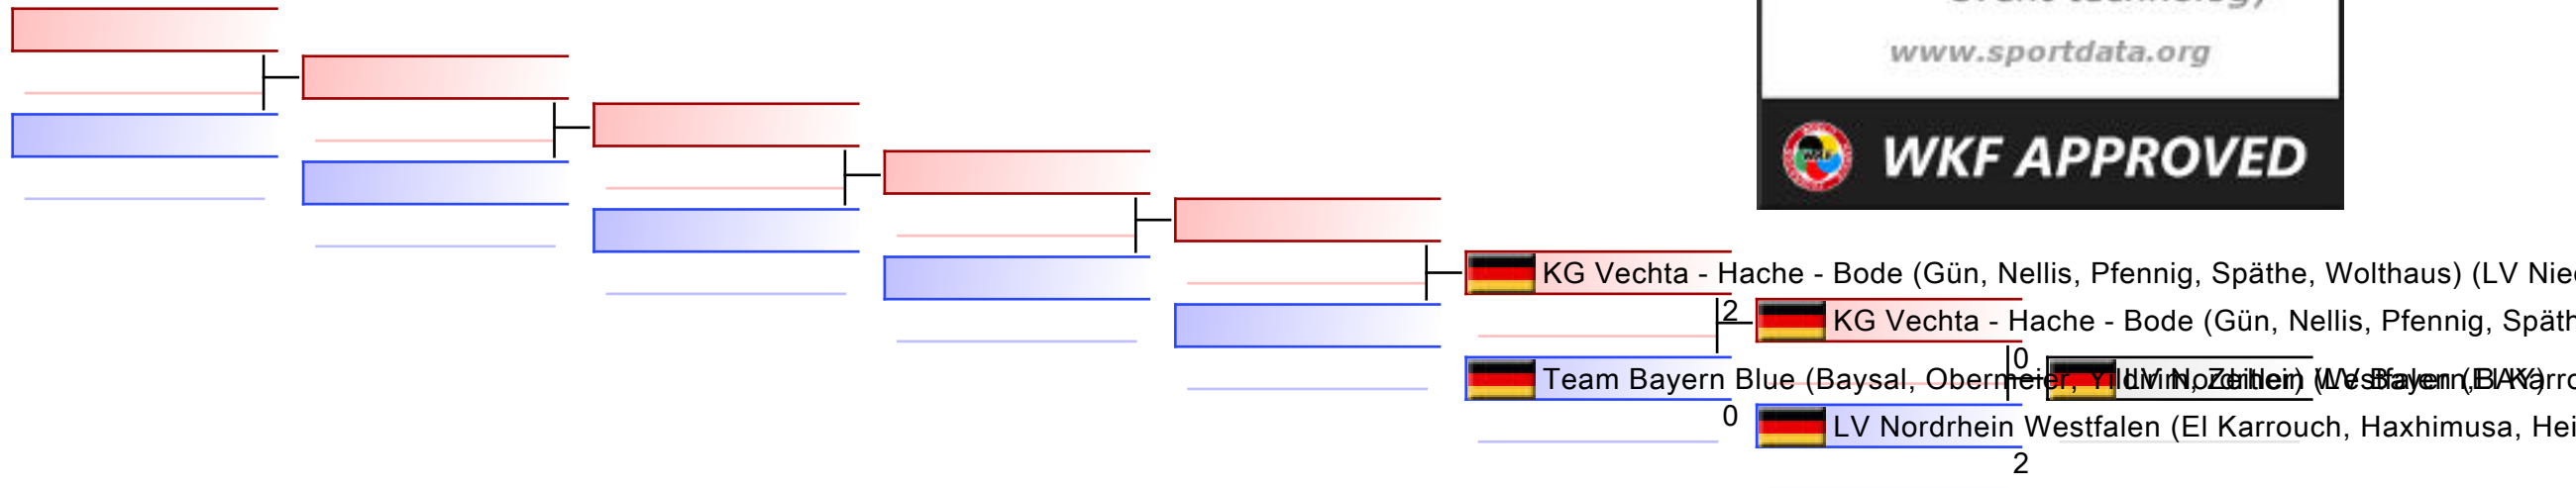 www.sportdata.org
WKF APPROVED
KG Vechta - Hache - Bode (Gün, Nellis, Pfennig, Späthe, Wolthaus) (LV Nie
2
KG Vechta - Hache - Bode (Gün, Nellis, Pfennig, Späth
0
Team Bayern Blue (Baysal, Obermeier,
0
LV Nordrhein Westfalen (El Karrouch, Haxhimusa, Hei
2